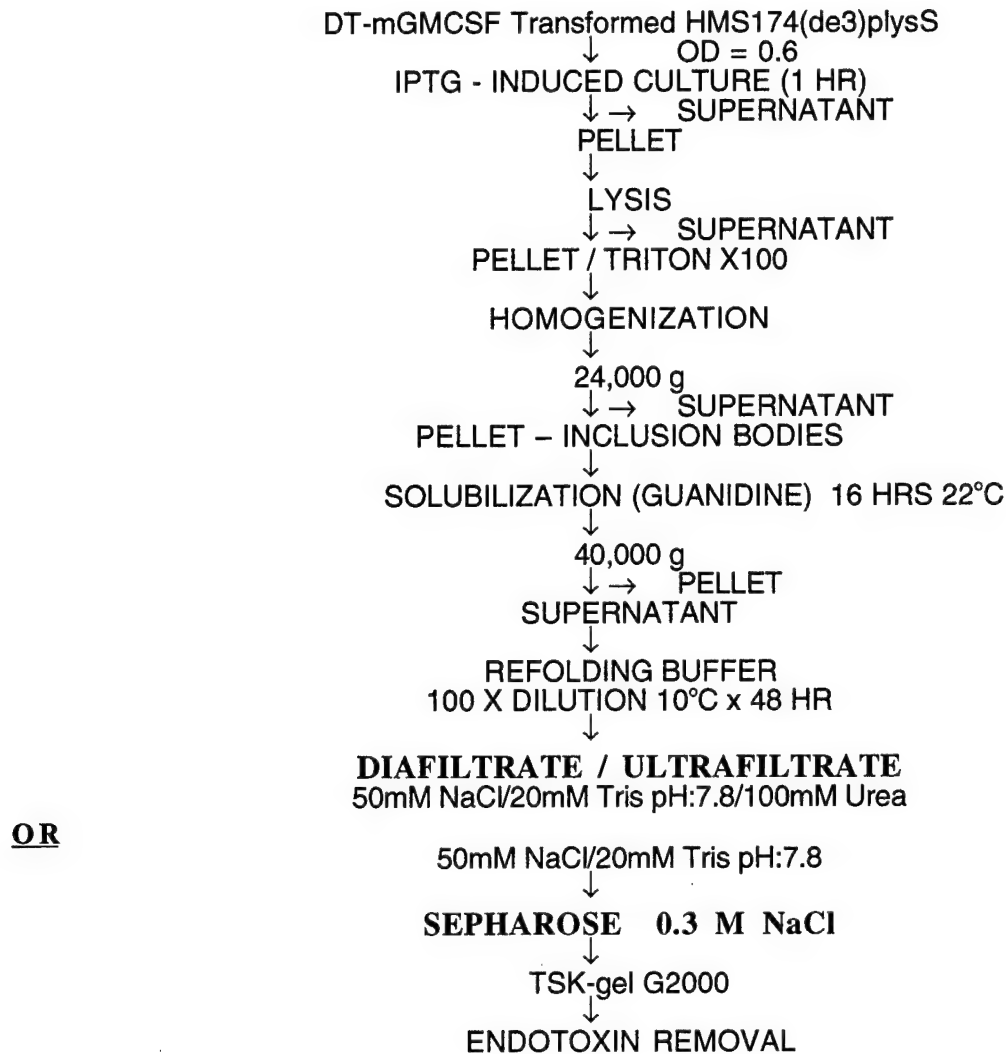 DT-mGMCSF Transformed HMS174(de3)plysS
↓ OD = 0.6
IPTG - INDUCED CULTURE (1 HR)
↓ → SUPERNATANT
PELLET
↓
LYSIS
↓ → SUPERNATANT
PELLET / TRITON X100
↓
HOMOGENIZATION
↓
24,000 g
↓ → SUPERNATANT
PELLET – INCLUSION BODIES
↓
SOLUBILIZATION (GUANIDINE) 16 HRS 22°C
↓
40,000 g
↓ → PELLET
SUPERNATANT
↓
REFOLDING BUFFER
100 X DILUTION 10°C x 48 HR
↓
DIAFILTRATE / ULTRAFILTRATE
50mM NaCl/20mM Tris pH:7.8/100mM Urea
OR
50mM NaCl/20mM Tris pH:7.8
↓
SEPHAROSE 0.3 M NaCl
↓
TSK-gel G2000
↓
ENDOTOXIN REMOVAL